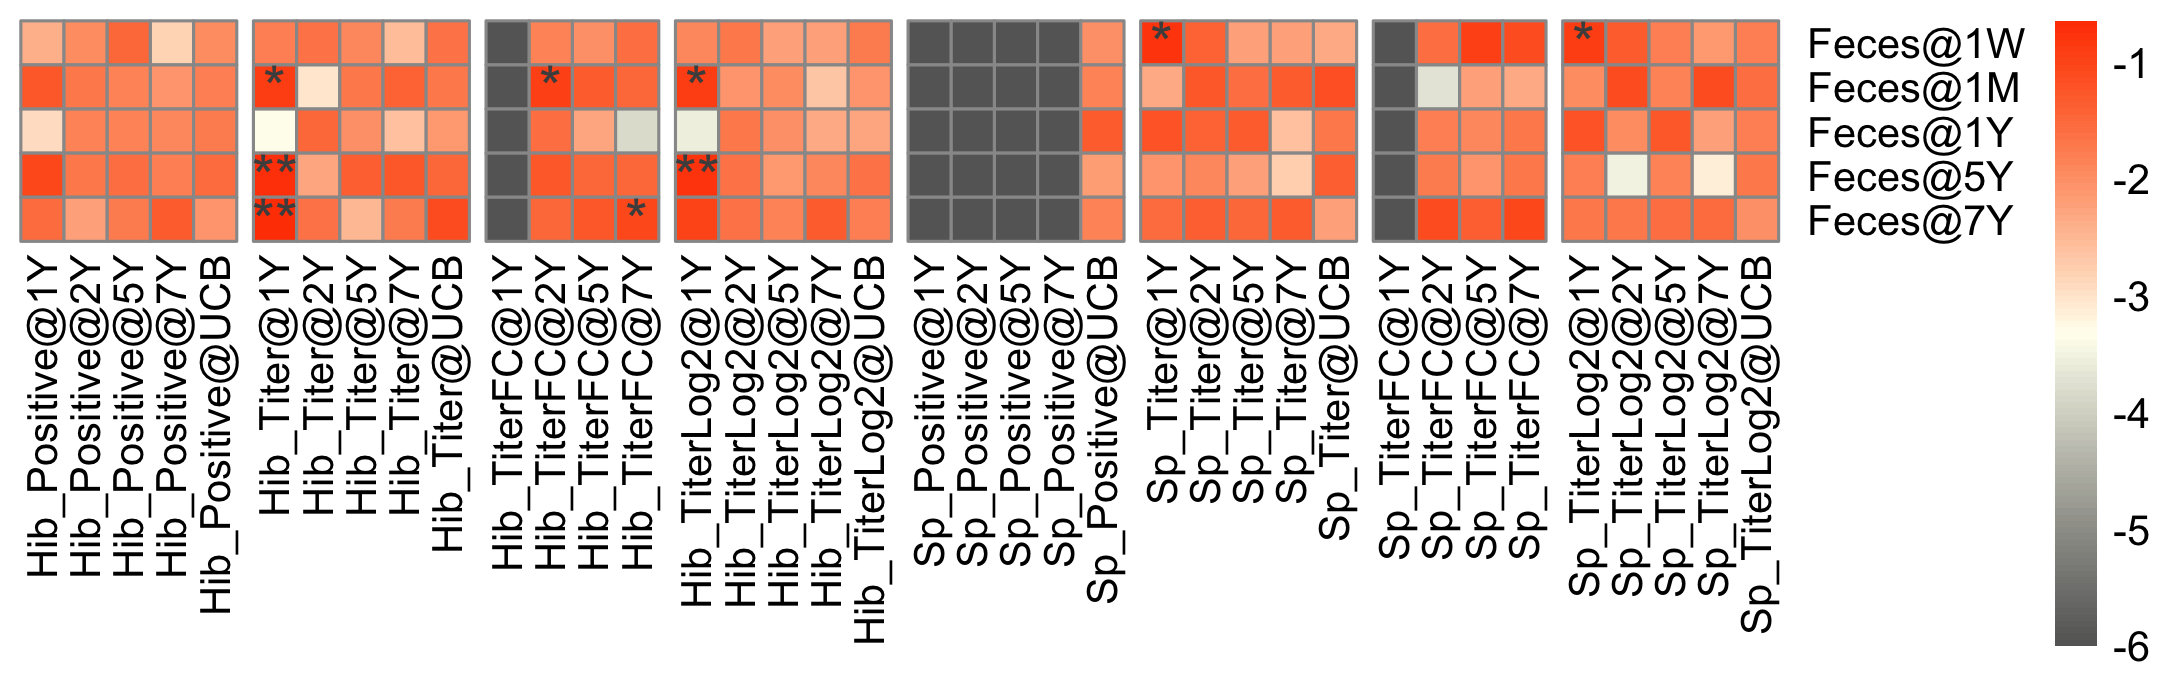 *
*
Feces@1W
-1
*
*
*
Feces@1M
Feces@1Y
**
**
Feces@5Y
-2
**
*
Feces@7Y
Hib_Positive@1Y
Hib_Positive@2Y
Hib_Positive@5Y
Hib_Positive@7Y
Hib_Positive@UCB
Hib_Titer@1Y
Hib_Titer@2Y
Hib_Titer@5Y
Hib_Titer@7Y
Hib_Titer@UCB
Hib_TiterFC@1Y
Hib_TiterFC@2Y
Hib_TiterFC@5Y
Hib_TiterFC@7Y
Hib_TiterLog2@1Y
Hib_TiterLog2@2Y
Hib_TiterLog2@5Y
Hib_TiterLog2@7Y
Hib_TiterLog2@UCB
Sp_Positive@1Y
Sp_Positive@2Y
Sp_Positive@5Y
Sp_Positive@7Y
Sp_Positive@UCB
Sp_Titer@1Y
Sp_Titer@2Y
Sp_Titer@5Y
Sp_Titer@7Y
Sp_Titer@UCB
Sp_TiterFC@1Y
Sp_TiterFC@2Y
Sp_TiterFC@5Y
Sp_TiterFC@7Y
Sp_TiterLog2@1Y
Sp_TiterLog2@2Y
Sp_TiterLog2@5Y
Sp_TiterLog2@7Y
Sp_TiterLog2@UCB
-3
-4
-5
-6